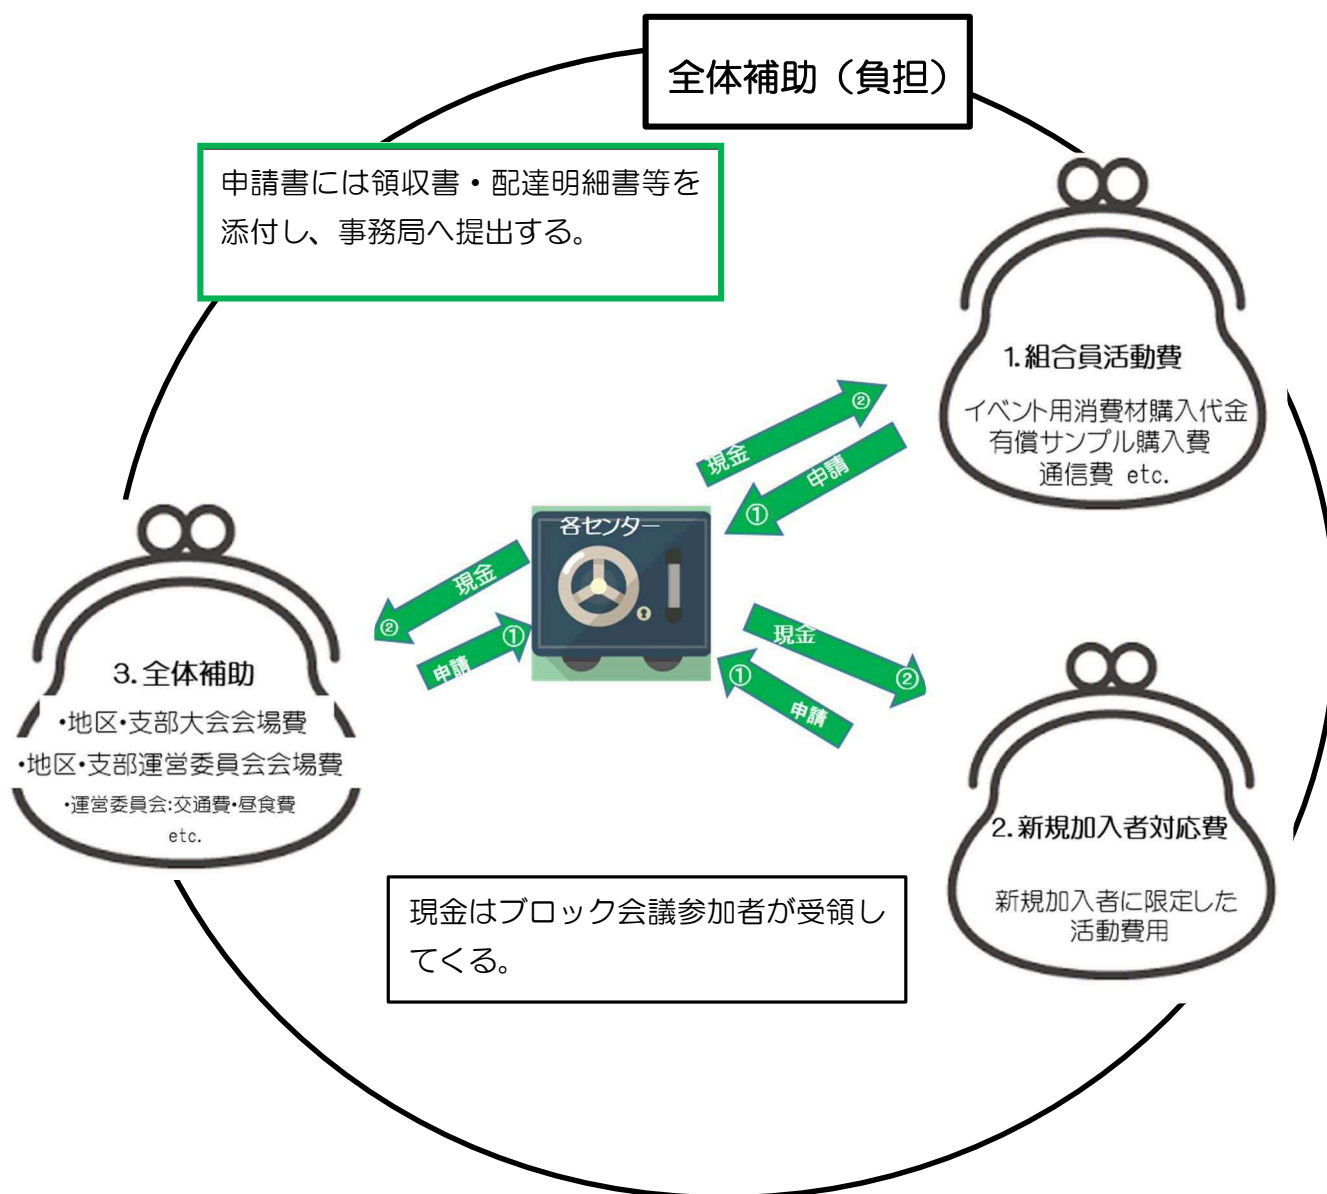 全体補助（負担）
申請書には領収書・配達明細書等を
添付し、事務局へ提出する。
1.組合員活動費
イベント用消費材購入代金
有償サンプル購入費
通信費 etc.
現金 ②
申請 ①
各センター
現金 ②
申請 ①
現金 ②
申請 ①
3.全体補助
・地区・支部大会会場費
・地区・支部運営委員会会場費
・運営委員会:交通費・昼食費
etc.
2.新規加入者対応費
新規加入者に限定した
活動費用
現金はブロック会議参加者が受領し
てくる。